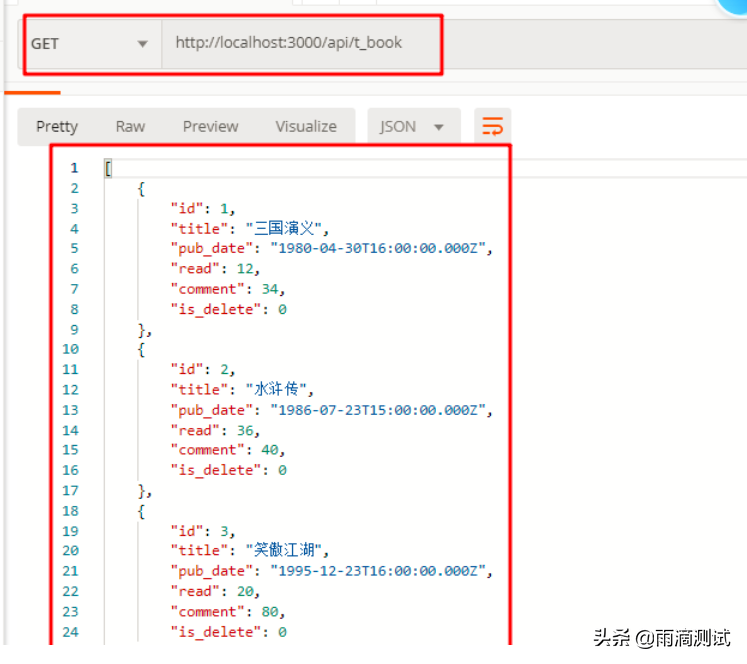 GET http://localhost:3000/api/t_book
Pretty Raw Preview Visualize JSON
1 [
2 {
3 "id": 1,
4 "title": "三国演义",
5 "pub_date": "1980-04-30T16:00:00.000Z",
6 "read": 12,
7 "comment": 34,
8 "is_delete": 0
9 },
10 {
11 "id": 2,
12 "title": "水浒传",
13 "pub_date": "1986-07-23T15:00:00.000Z",
14 "read": 36,
15 "comment": 40,
16 "is_delete": 0
17 },
18 {
19 "id": 3,
20 "title": "笑傲江湖",
21 "pub_date": "1995-12-23T16:00:00.000Z",
22 "read": 20,
23 "comment": 80,
24 "is_delete": 0
头条 @雨滴测试